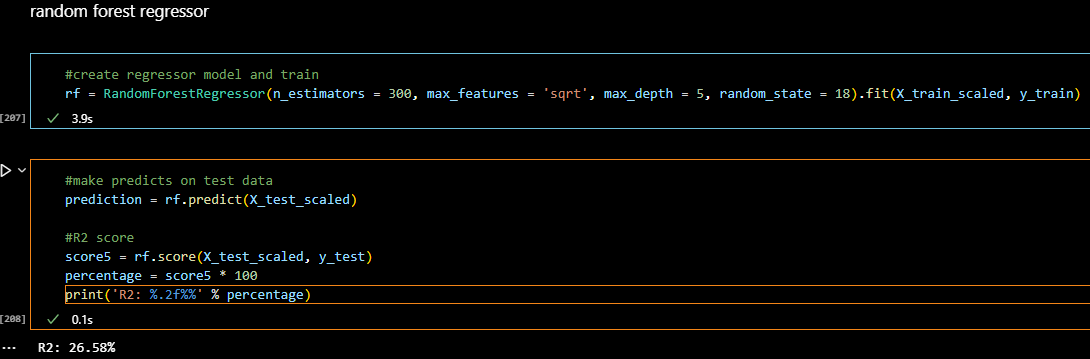 random forest regressor
#create regressor model and train
rf = RandomForestRegressor(n_estimators = 300, max_features = 'sqrt', max_depth = 5, random_state = 18).fit(X_train_scaled, y_train)
[207]
3.9s
#make predicts on test data
prediction = rf.predict(X_test_scaled)
#R2 score
score5 = rf.score(X_test_scaled, y_test)
percentage = score5 * 100
print('R2: %.2f%%' % percentage)
[208]
0.1s
... R2: 26.58%